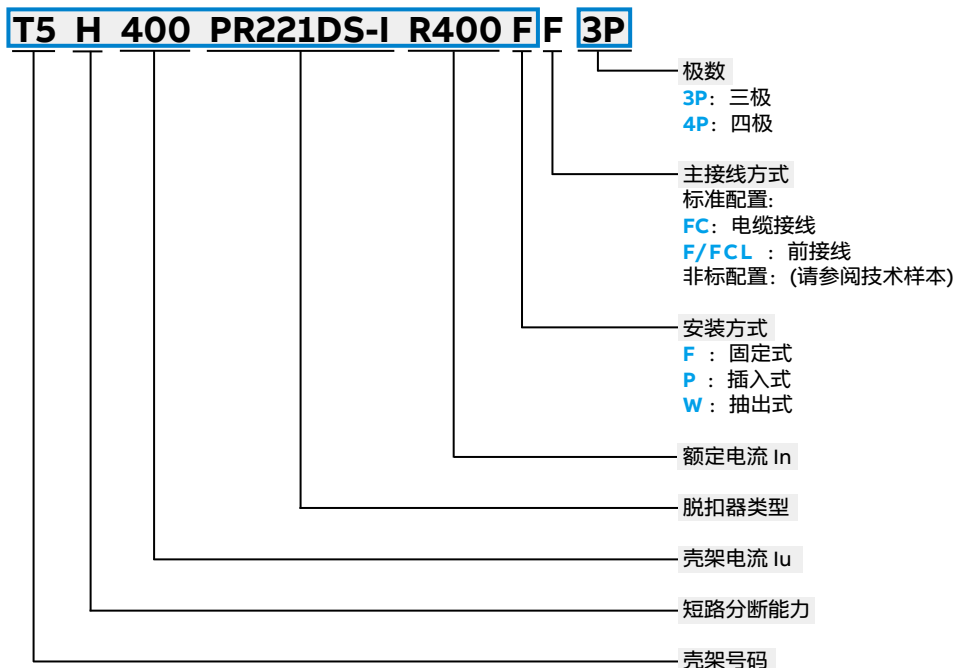 T5 H 400 PR221DS-I R400 F F 3P
极数
3P：三极
4P：四极
主接线方式
标准配置:
FC：电缆接线
F/FCL ：前接线
非标配置：(请参阅技术样本)
安装方式
F ：固定式
P ：插入式
W ：抽出式
额定电流 In
脱扣器类型
壳架电流 Iu
短路分断能力
壳架号码